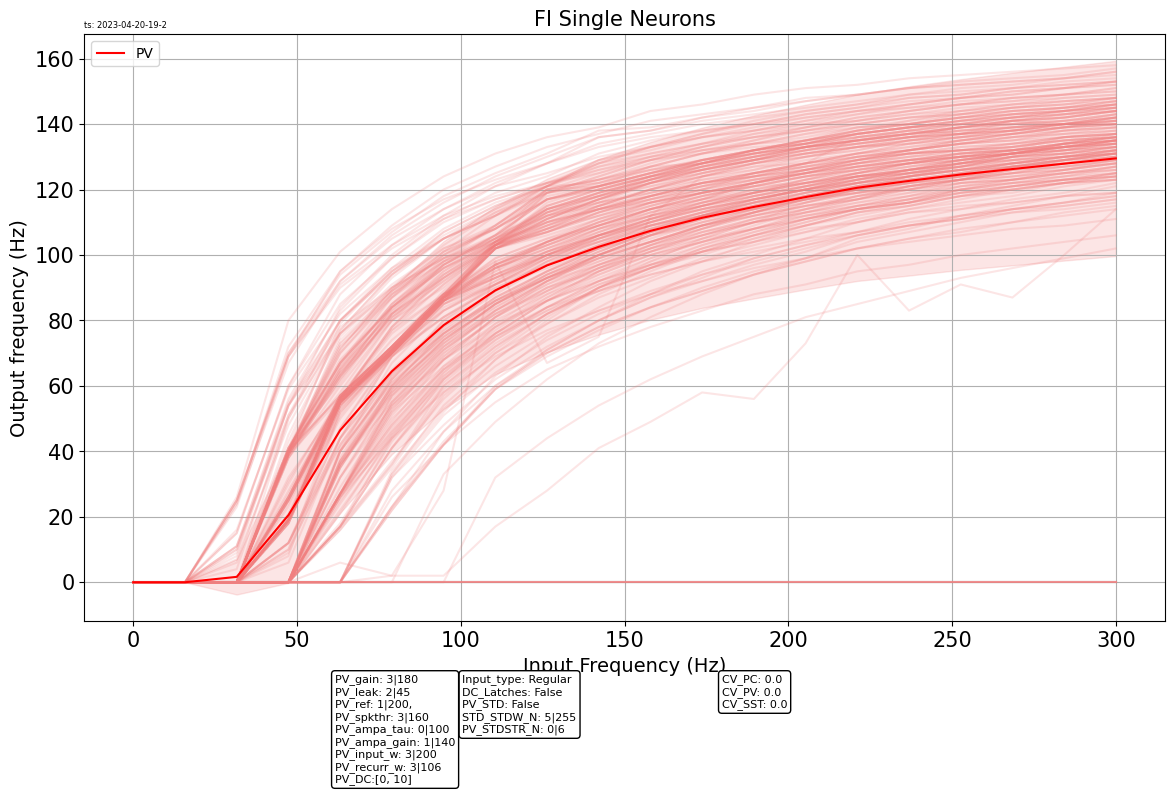 FI Single Neurons
ts: 2023-04-20-19-2
PV
160
140
120
100
80
60
40
20
0
Output frequency (Hz)
0 50 100 150 200 250 300
Input Frequency (Hz)
PV_gain: 3|180
PV_leak: 2|45
PV_ref: 1|200,
PV_spkthr: 3|160
PV_ampa_tau: 0|100
PV_ampa_gain: 1|140
PV_input_w: 3|200
PV_recurr_w: 3|106
PV_DC:[0, 10]
Input_type: Regular
DC_Latches: False
PV_STD: False
STD_STDW_N: 5|255
PV_STDSTR_N: 0|6
CV_PC: 0.0
CV_PV: 0.0
CV_SST: 0.0